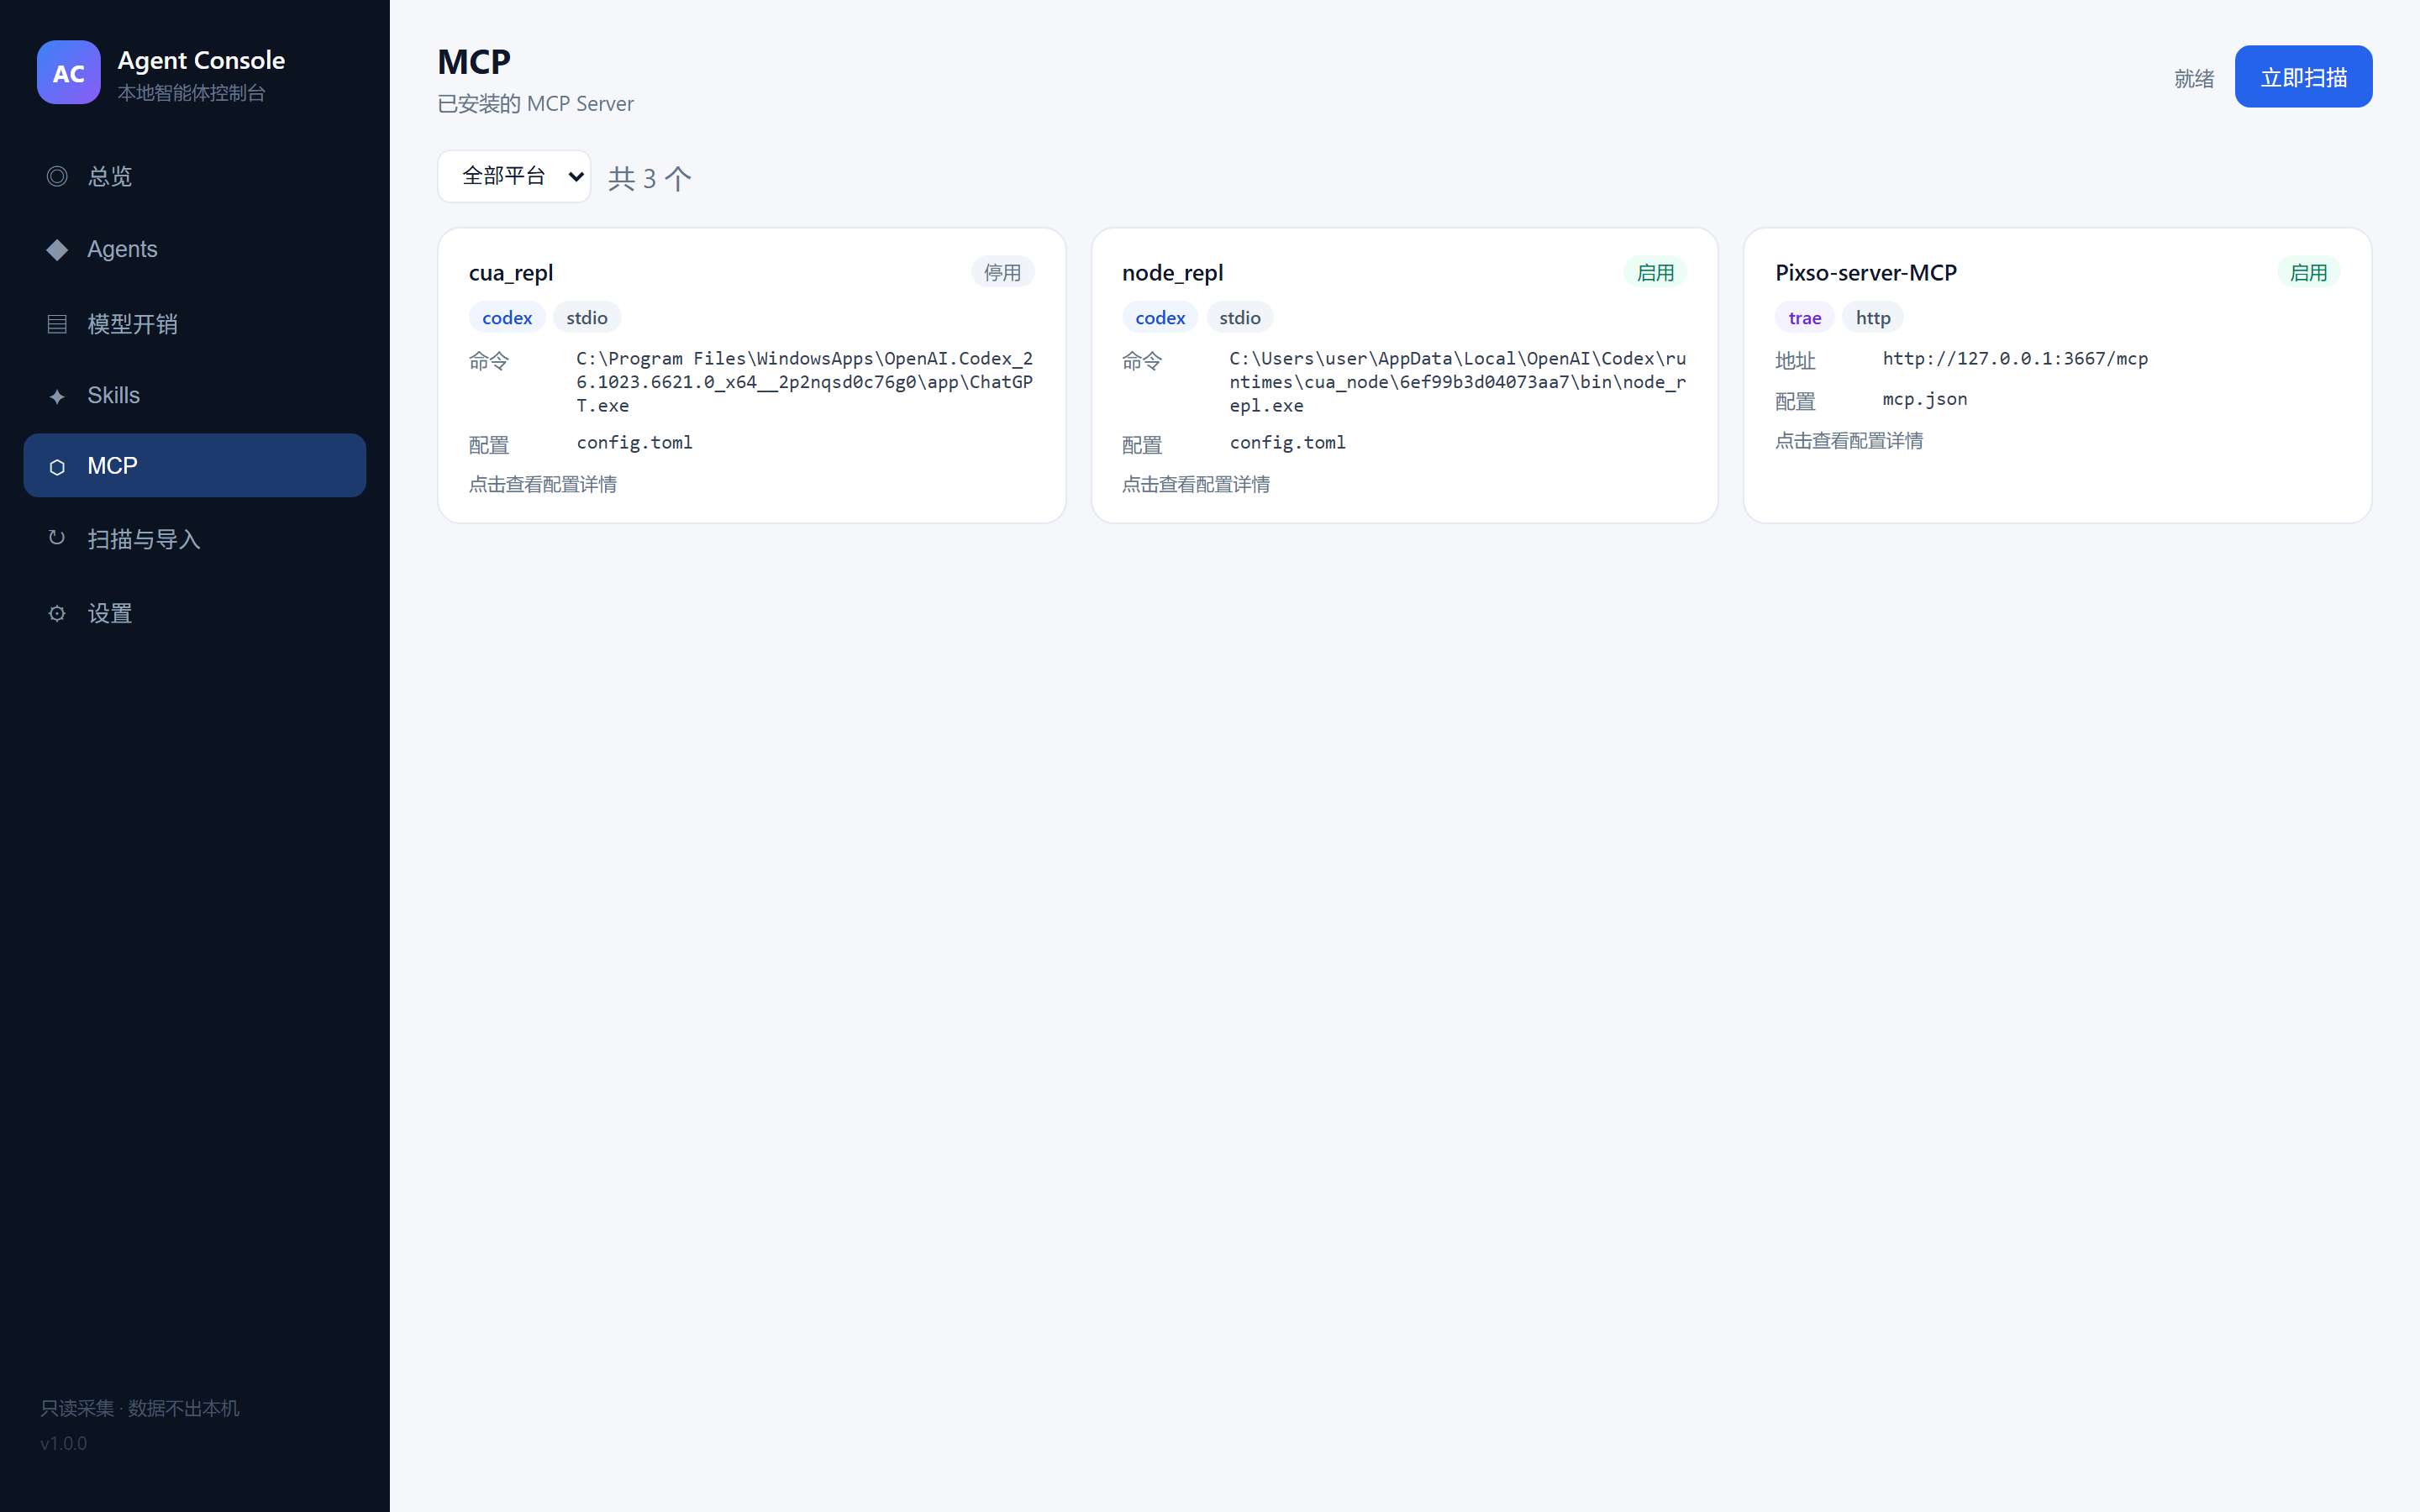 AC
Agent Console
本地智能体控制台
总览
Agents
模型开销
Skills
MCP
扫描与导入
设置
只读采集 · 数据不出本机
v1.0.0
MCP
已安装的 MCP Server
就绪
立即扫描
全部平台
共 3 个
cua_repl
停用
codex
stdio
命令
C:\Program Files\WindowsApps\OpenAI.Codex_2
6.1023.6621.0_x64__2p2nqsd0c76g0\app\ChatGP
T.exe
配置
config.toml
点击查看配置详情
node_repl
启用
codex
stdio
命令
C:\Users\user\AppData\Local\OpenAI\Codex\ru
ntimes\cua_node\6ef99b3d04073aa7\bin\node_r
epl.exe
配置
config.toml
点击查看配置详情
Pixso-server-MCP
启用
trae
http
地址
http://127.0.0.1:3667/mcp
配置
mcp.json
点击查看配置详情